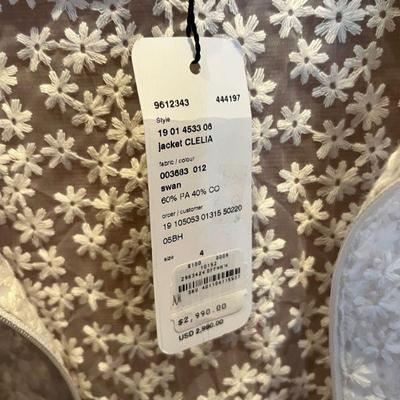 9612343 444197
Style
19 01 4533 06
jacket CLELIA
fabric / colour
003683 012
swan
60% PA 40% CO
order / customer
19 105053 01315 50220
05BH
size 4
$2,990.00
USD 2,990.00